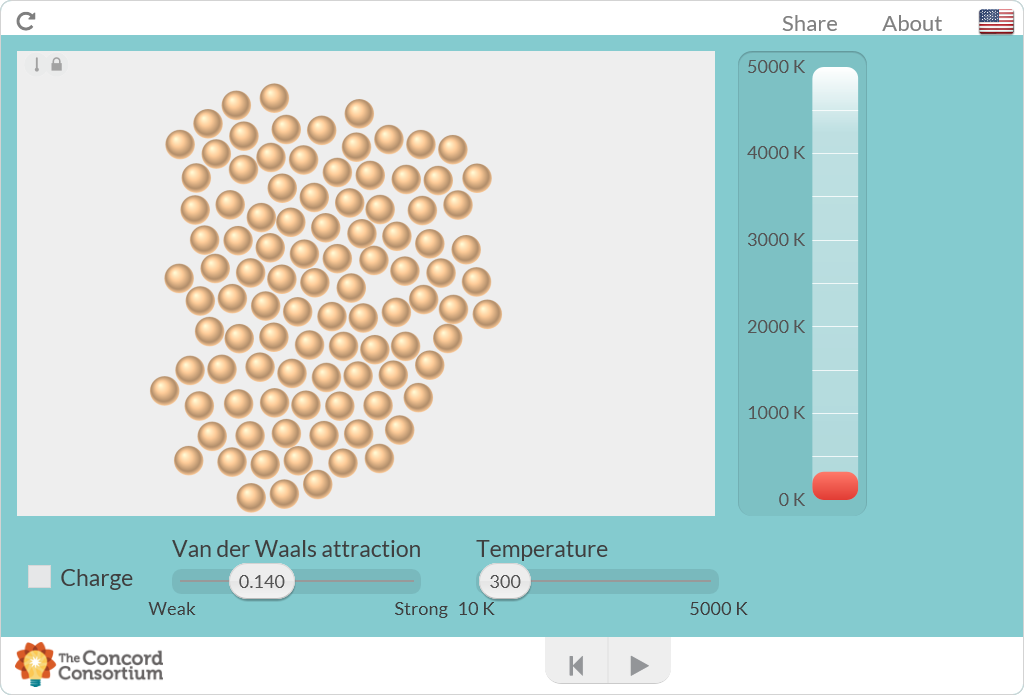 Share About
5000 K
4000 K
3000 K
2000 K
1000 K
0 K
Van der Waals attraction
Temperature
Charge
0.140
300
Weak
Strong
10 K
5000 K
The Concord
Consortium